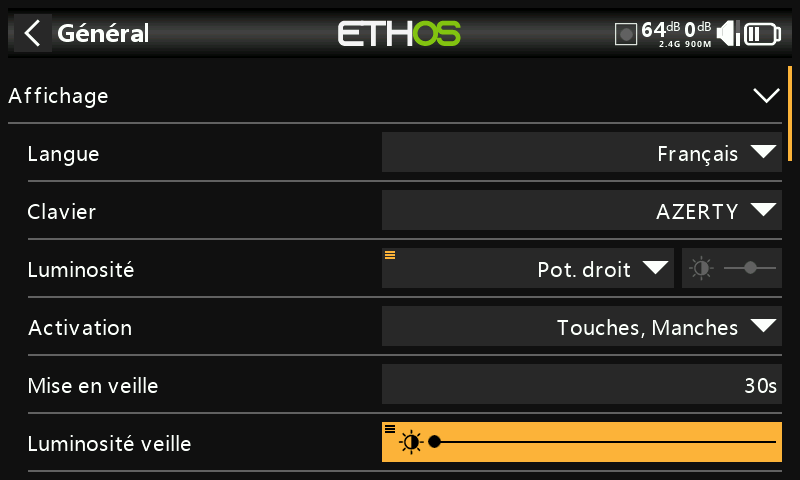 Général
ETHOS
64dB 0dB
2.4G 900M
Affichage
Langue Français
Clavier AZERTY
Luminosité Pot. droit
Activation Touches, Manches
Mise en veille 30s
Luminosité veille